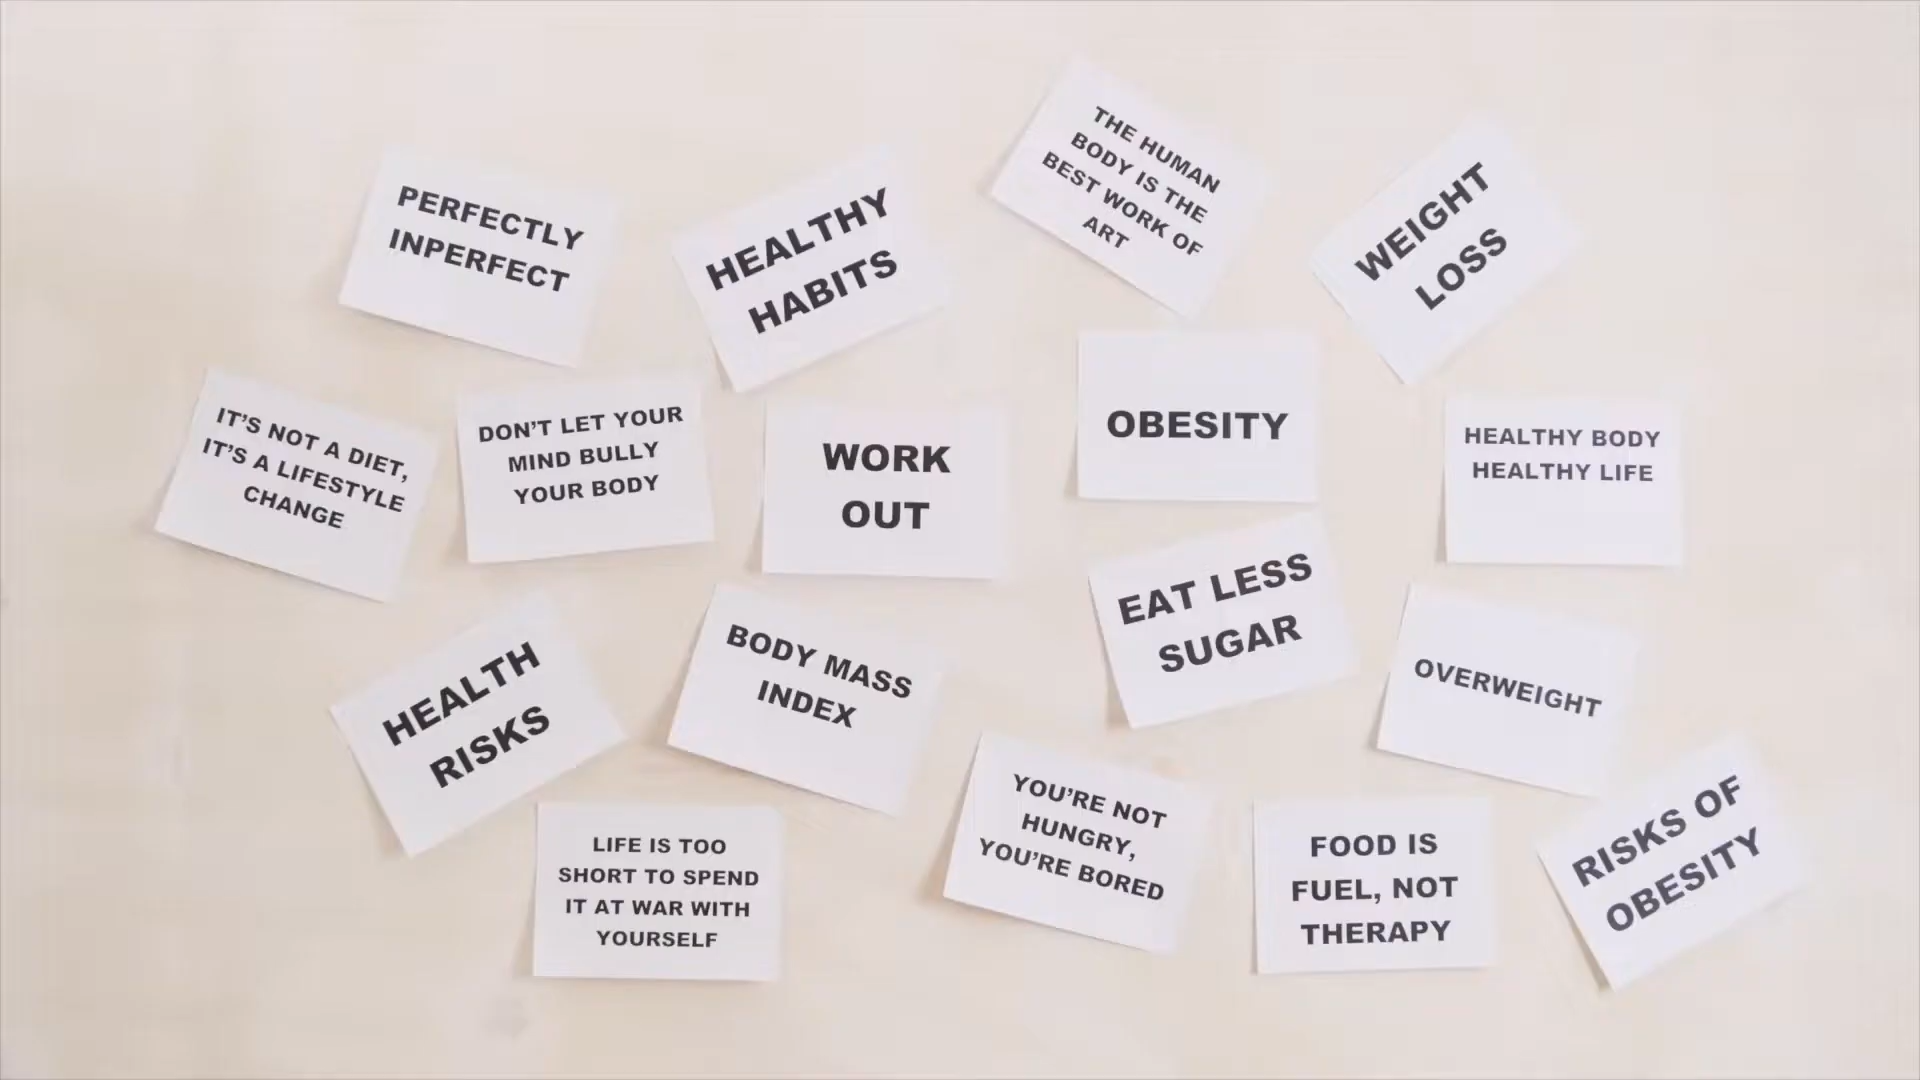 PERFECTLY
INPERFECT
HEALTHY
HABITS
THE HUMAN
BODY IS THE
BEST WORK OF
ART
WEIGHT
LOSS
IT'S NOT A DIET,
IT'S A LIFESTYLE
CHANGE
DON'T LET YOUR
MIND BULLY
YOUR BODY
WORK
OUT
OBESITY
HEALTHY BODY
HEALTHY LIFE
HEALTH
RISKS
BODY MASS
INDEX
EAT LESS
SUGAR
OVERWEIGHT
LIFE IS TOO
SHORT TO SPEND
IT AT WAR WITH
YOURSELF
YOU'RE NOT
HUNGRY,
YOU'RE BORED
FOOD IS
FUEL, NOT
THERAPY
RISKS OF
OBESITY